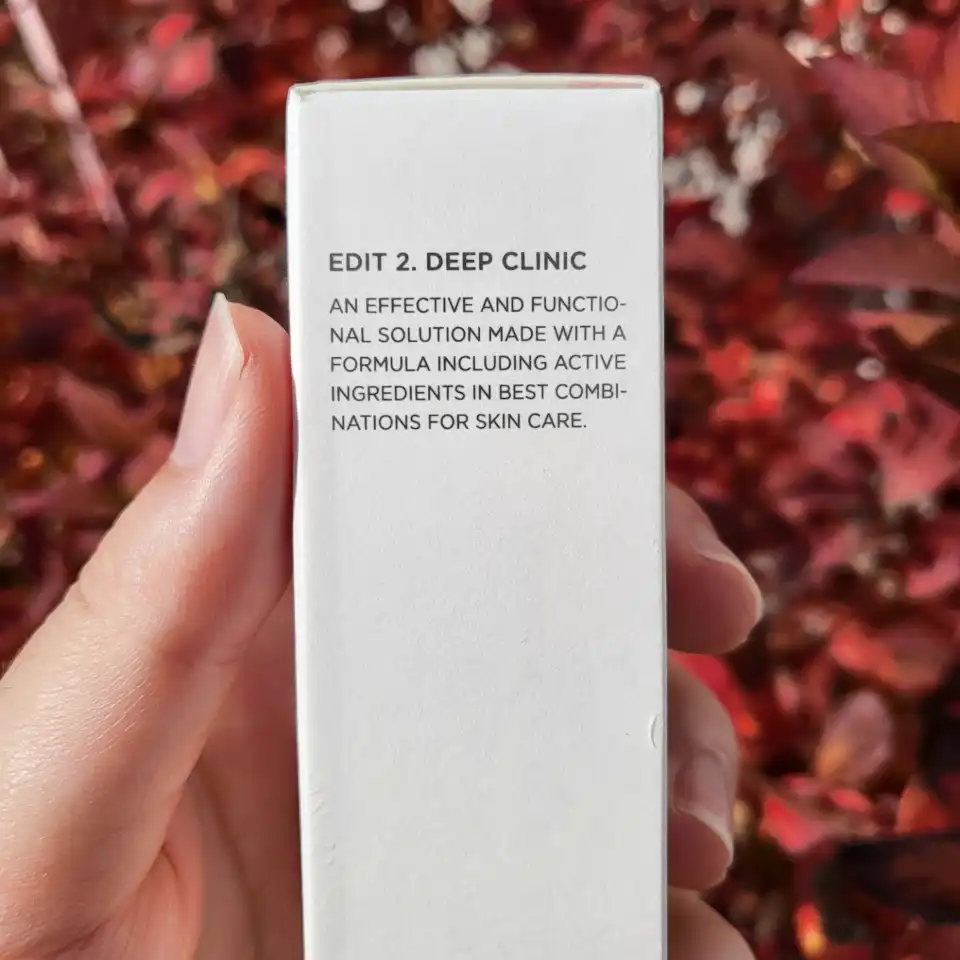 EDIT 2. DEEP CLINIC
AN EFFECTIVE AND FUNCTIO-
NAL SOLUTION MADE WITH A
FORMULA INCLUDING ACTIVE
INGREDIENTS IN BEST COMBI-
NATIONS FOR SKIN CARE.